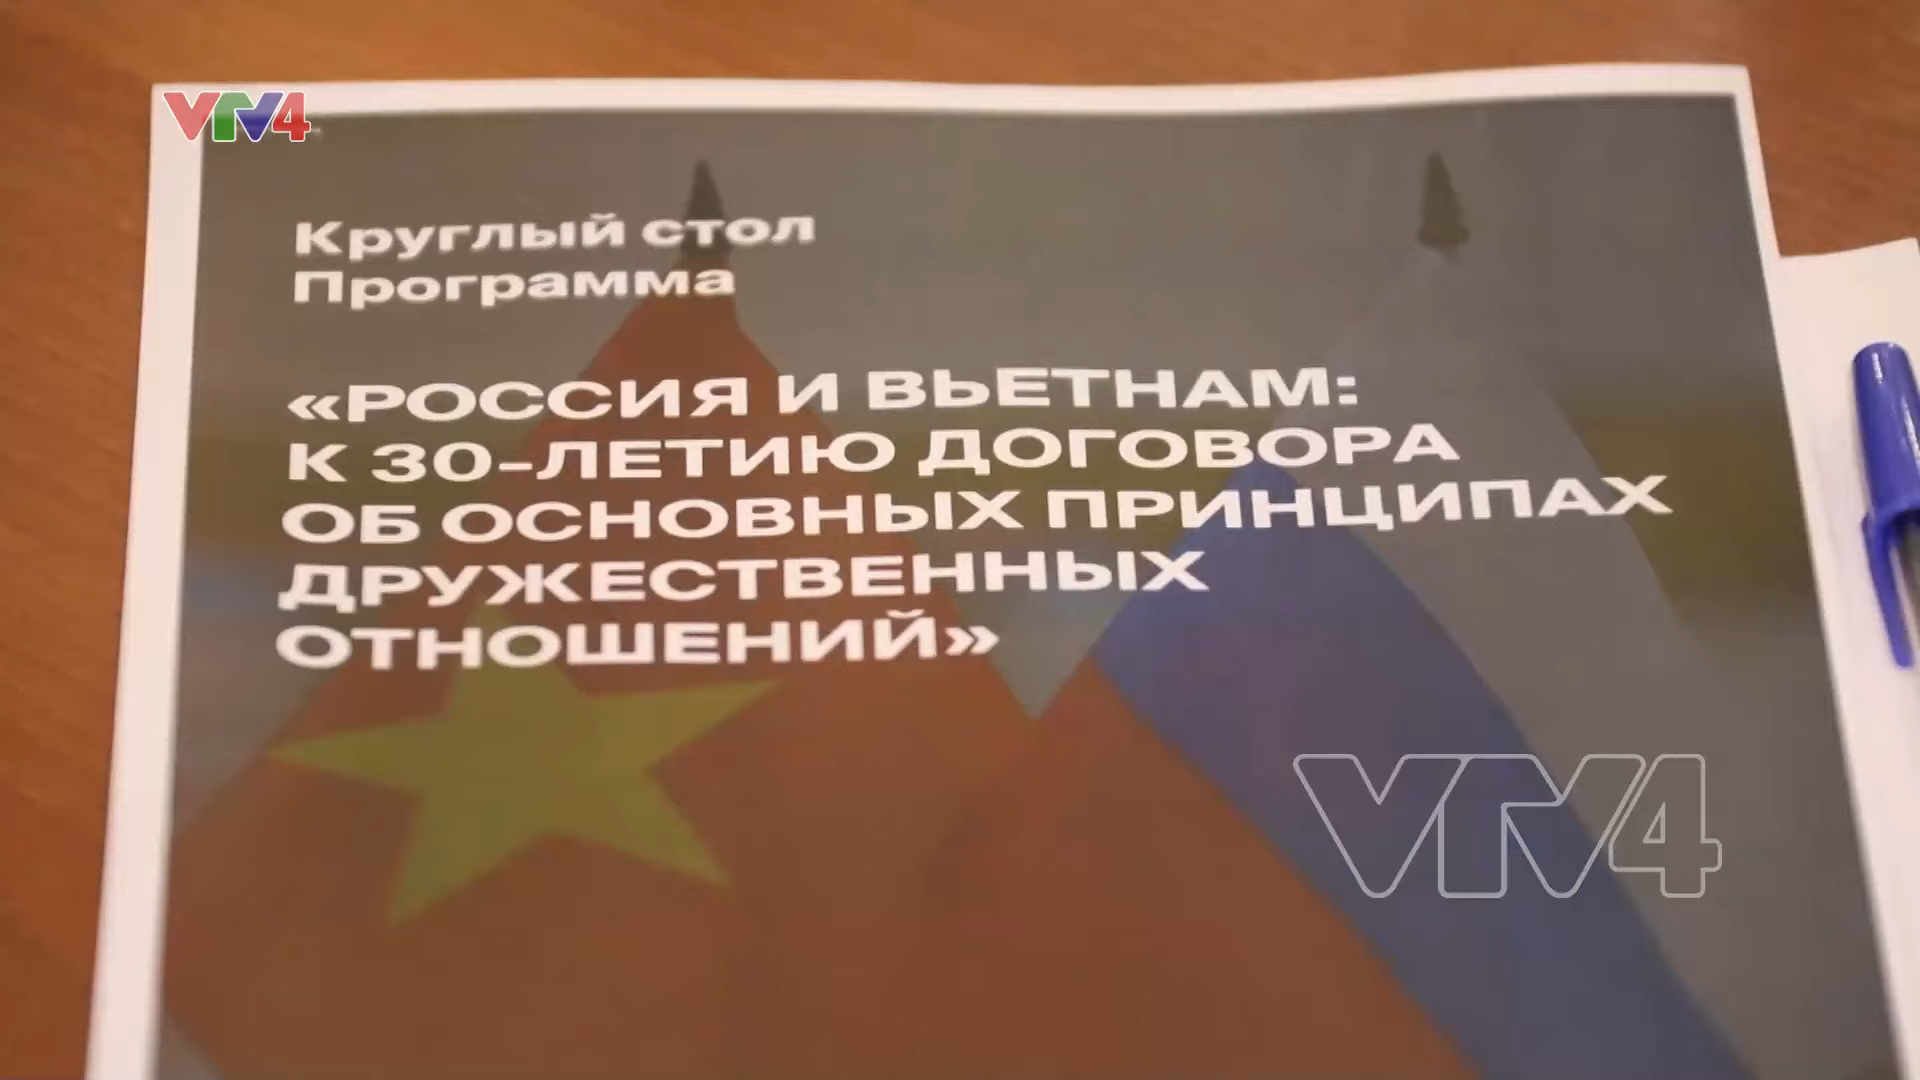 VTV4
Круглый стол
Программа
«РОССИЯ И ВЬЕТНАМ:
К 30-ЛЕТИЮ ДОГОВОРА
ОБ ОСНОВНЫХ ПРИНЦИПАХ
ДРУЖЕСТВЕННЫХ
ОТНОШЕНИЙ»
VTV4